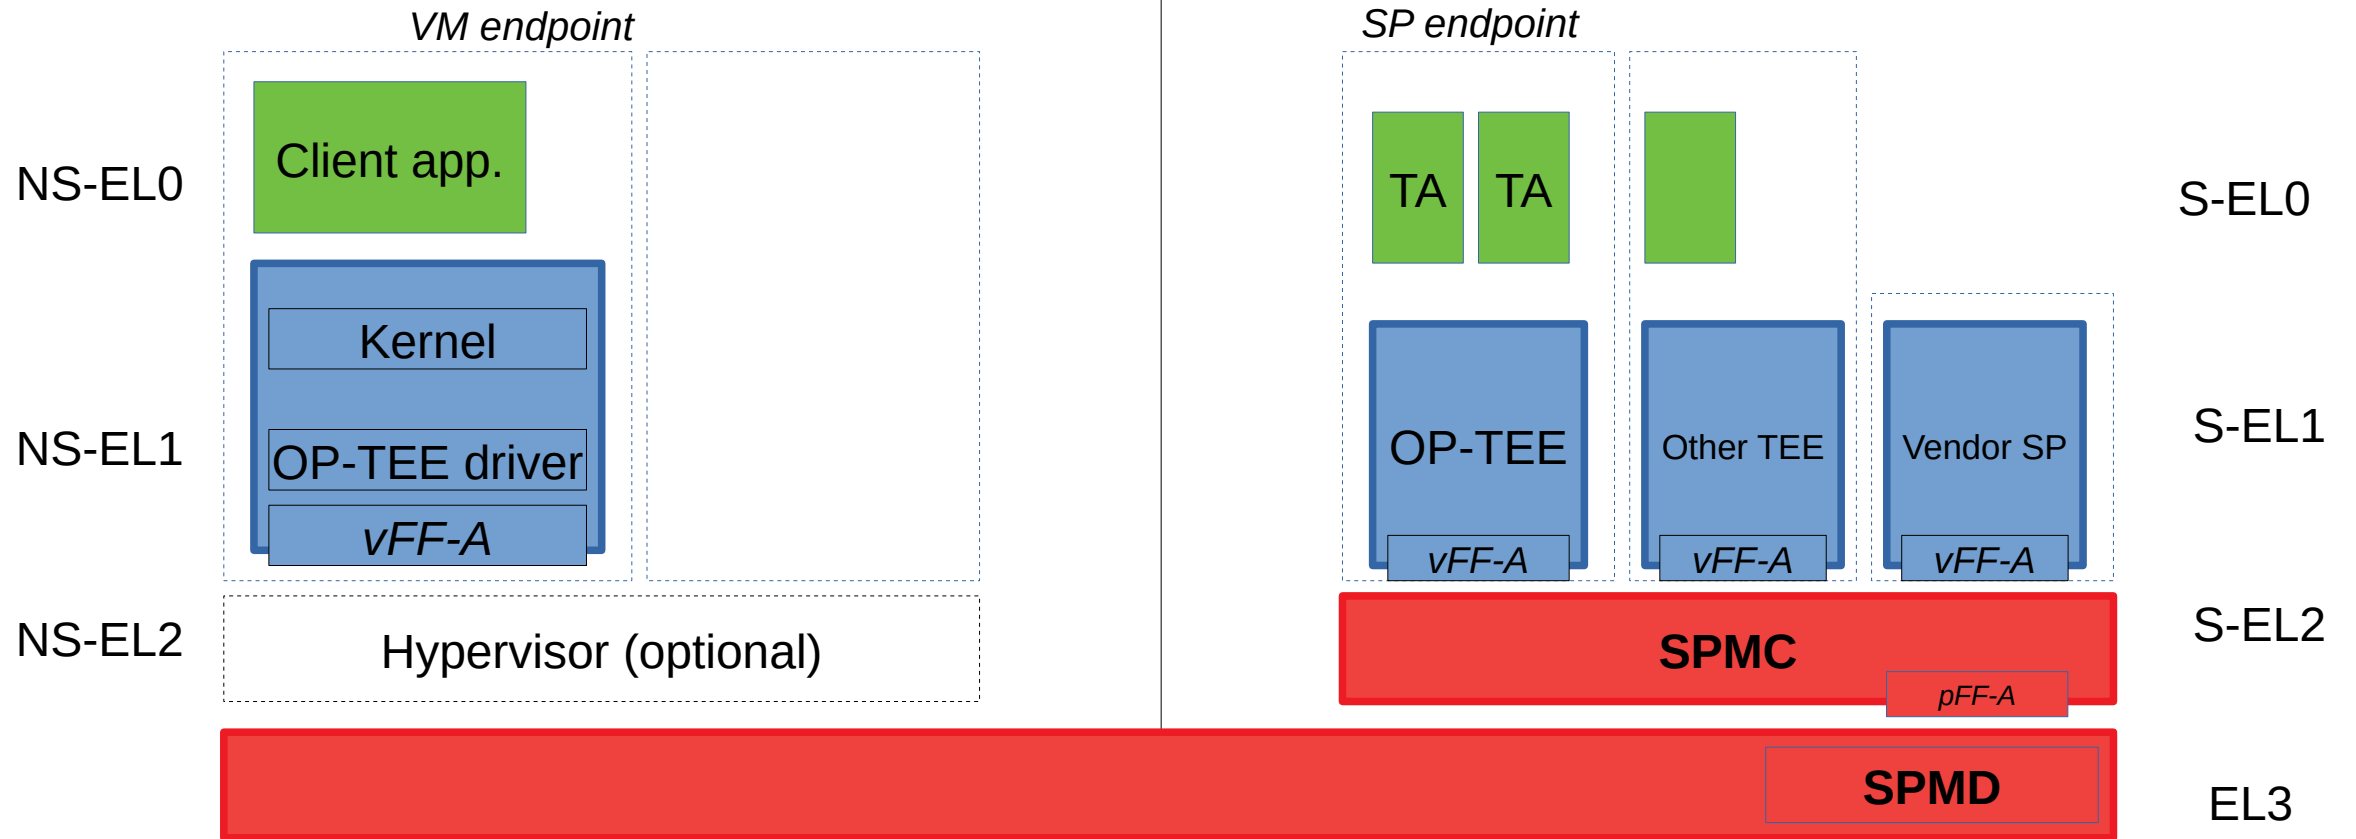 VM endpoint
SP endpoint
Client app.
TA
TA
NS-EL0
S-EL0
Kernel
OP-TEE driver
vFF-A
NS-EL1
OP-TEE
Other TEE
Vendor SP
S-EL1
vFF-A
vFF-A
vFF-A
NS-EL2
Hypervisor (optional)
SPMC
S-EL2
pFF-A
SPMD
EL3